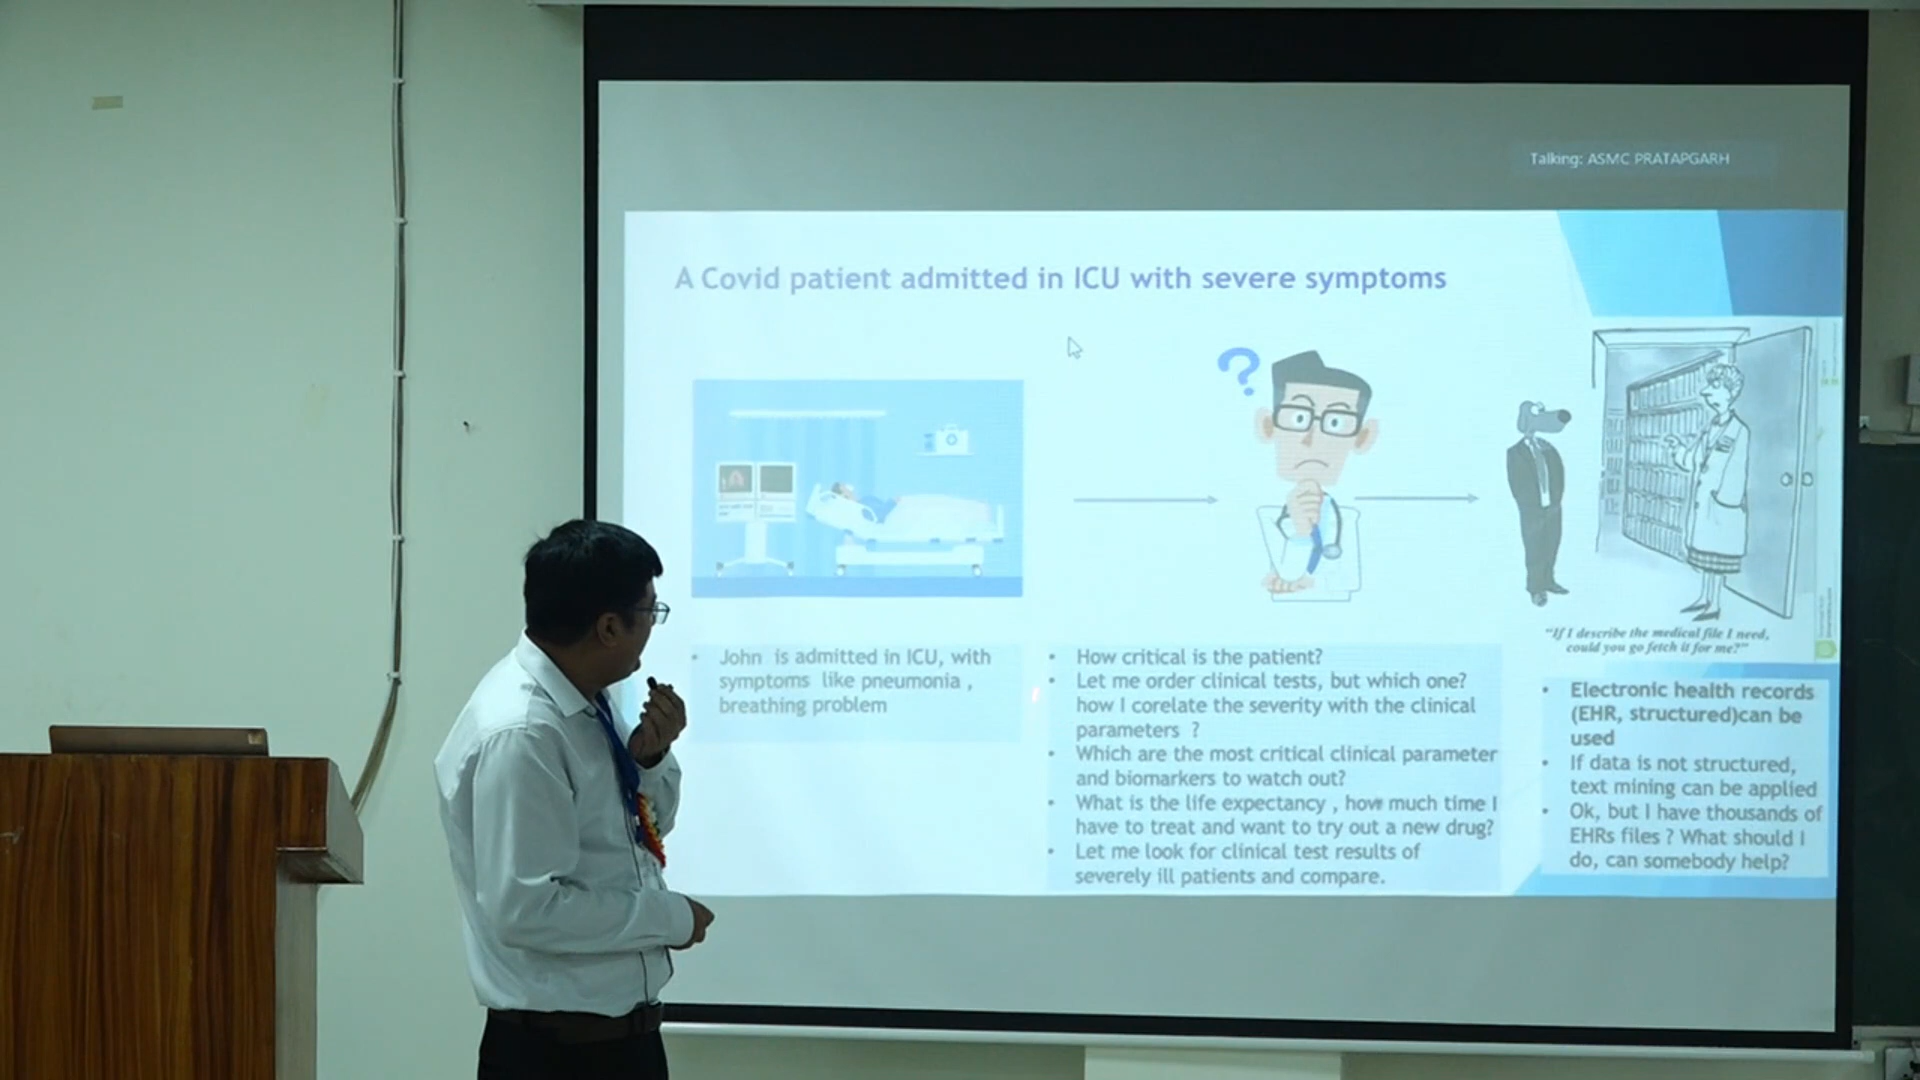 Talking: ASMC PRATAPGARH
A Covid patient admitted in ICU with severe symptoms
?
"If I describe the medical file I need,
could you go fetch it for me?"
• John is admitted in ICU, with
symptoms like pneumonia ,
breathing problem
• How critical is the patient?
• Let me order clinical tests, but which one?
how I corelate the severity with the clinical
parameters ?
• Which are the most critical clinical parameter
and biomarkers to watch out?
• What is the life expectancy , how much time I
have to treat and want to try out a new drug?
• Let me look for clinical test results of
severely ill patients and compare.
• Electronic health records
(EHR, structured)can be
used
• If data is not structured,
text mining can be applied
• Ok, but I have thousands of
EHRs files ? What should I
do, can somebody help?